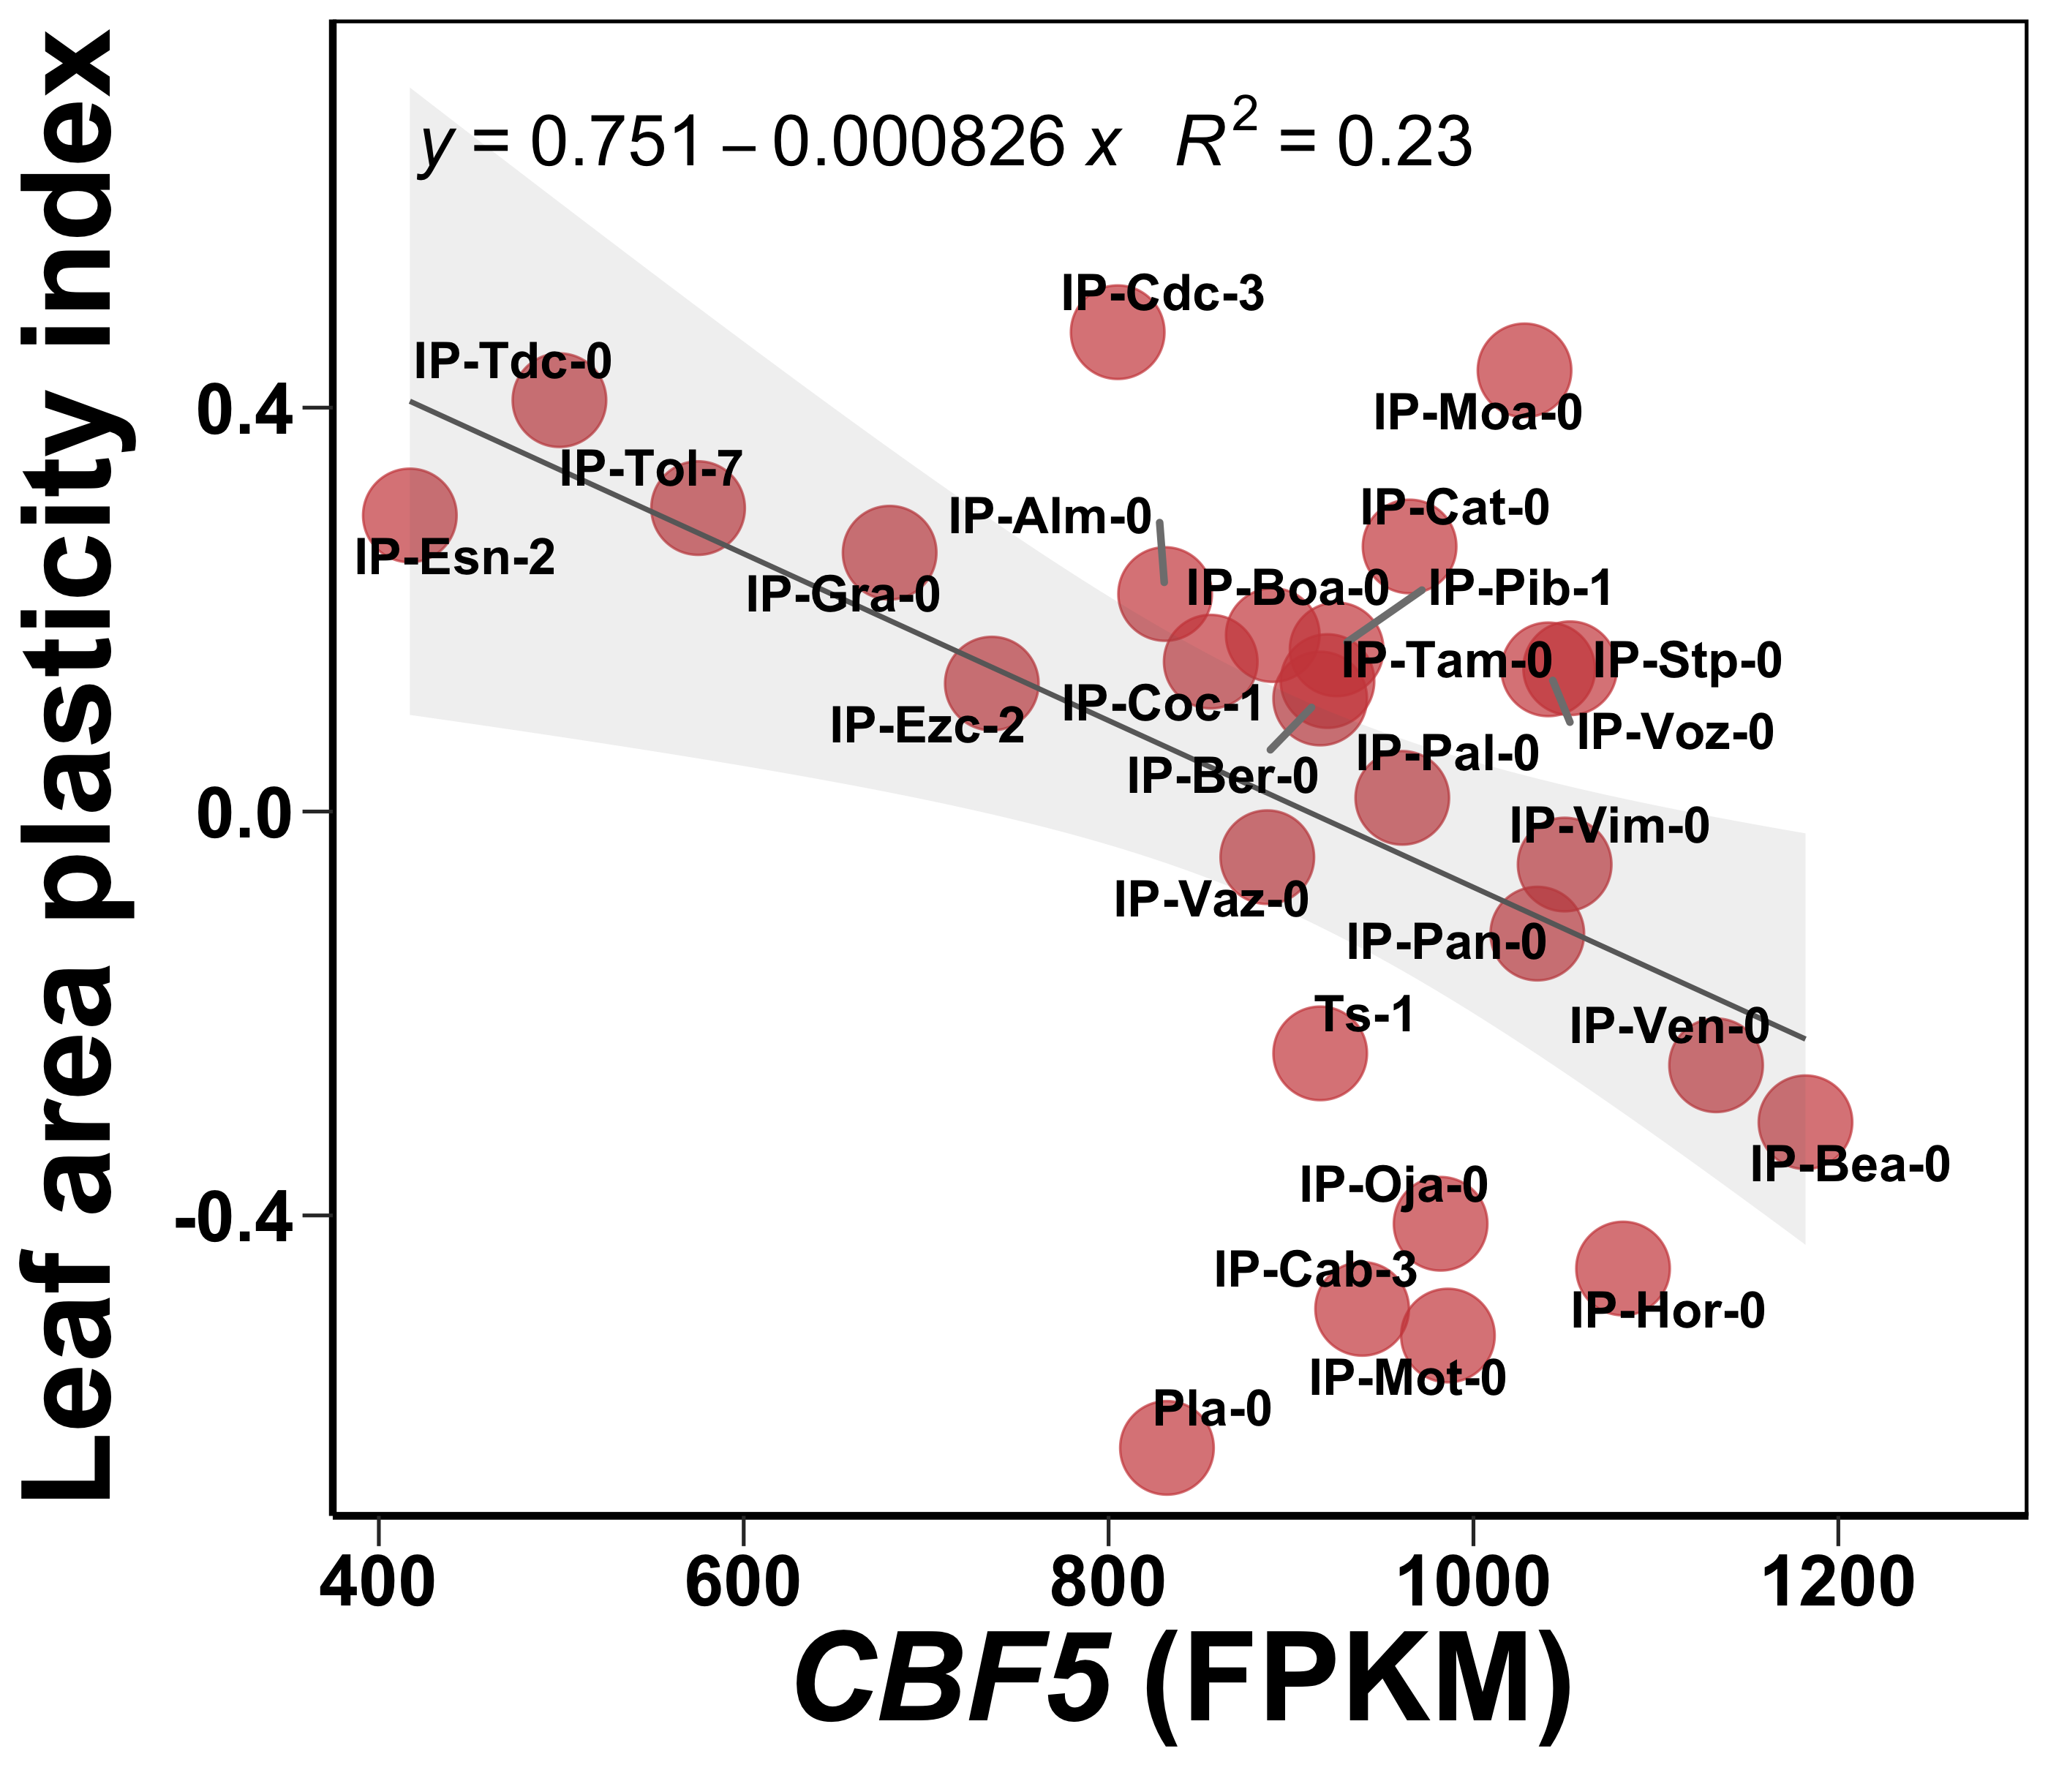 Leaf area plasticity index
y = 0.751 – 0.000826 x R² = 0.23
IP-Cdc-3
IP-Tdc-0
IP-Moa-0
IP-Tol-7
IP-Alm-0
IP-Cat-0
IP-Esn-2
IP-Gra-0
IP-Boa-0
IP-Pib-1
IP-Tam-0
IP-Stp-0
IP-Coc-1
IP-Ezc-2
IP-Voz-0
IP-Pal-0
IP-Ber-0
IP-Vim-0
IP-Vaz-0
IP-Pan-0
Ts-1
IP-Ven-0
IP-Bea-0
IP-Oja-0
IP-Cab-3
IP-Hor-0
IP-Mot-0
Pla-0
0.4
0.0
-0.4
400 600 800 1000 1200
CBF5 (FPKM)